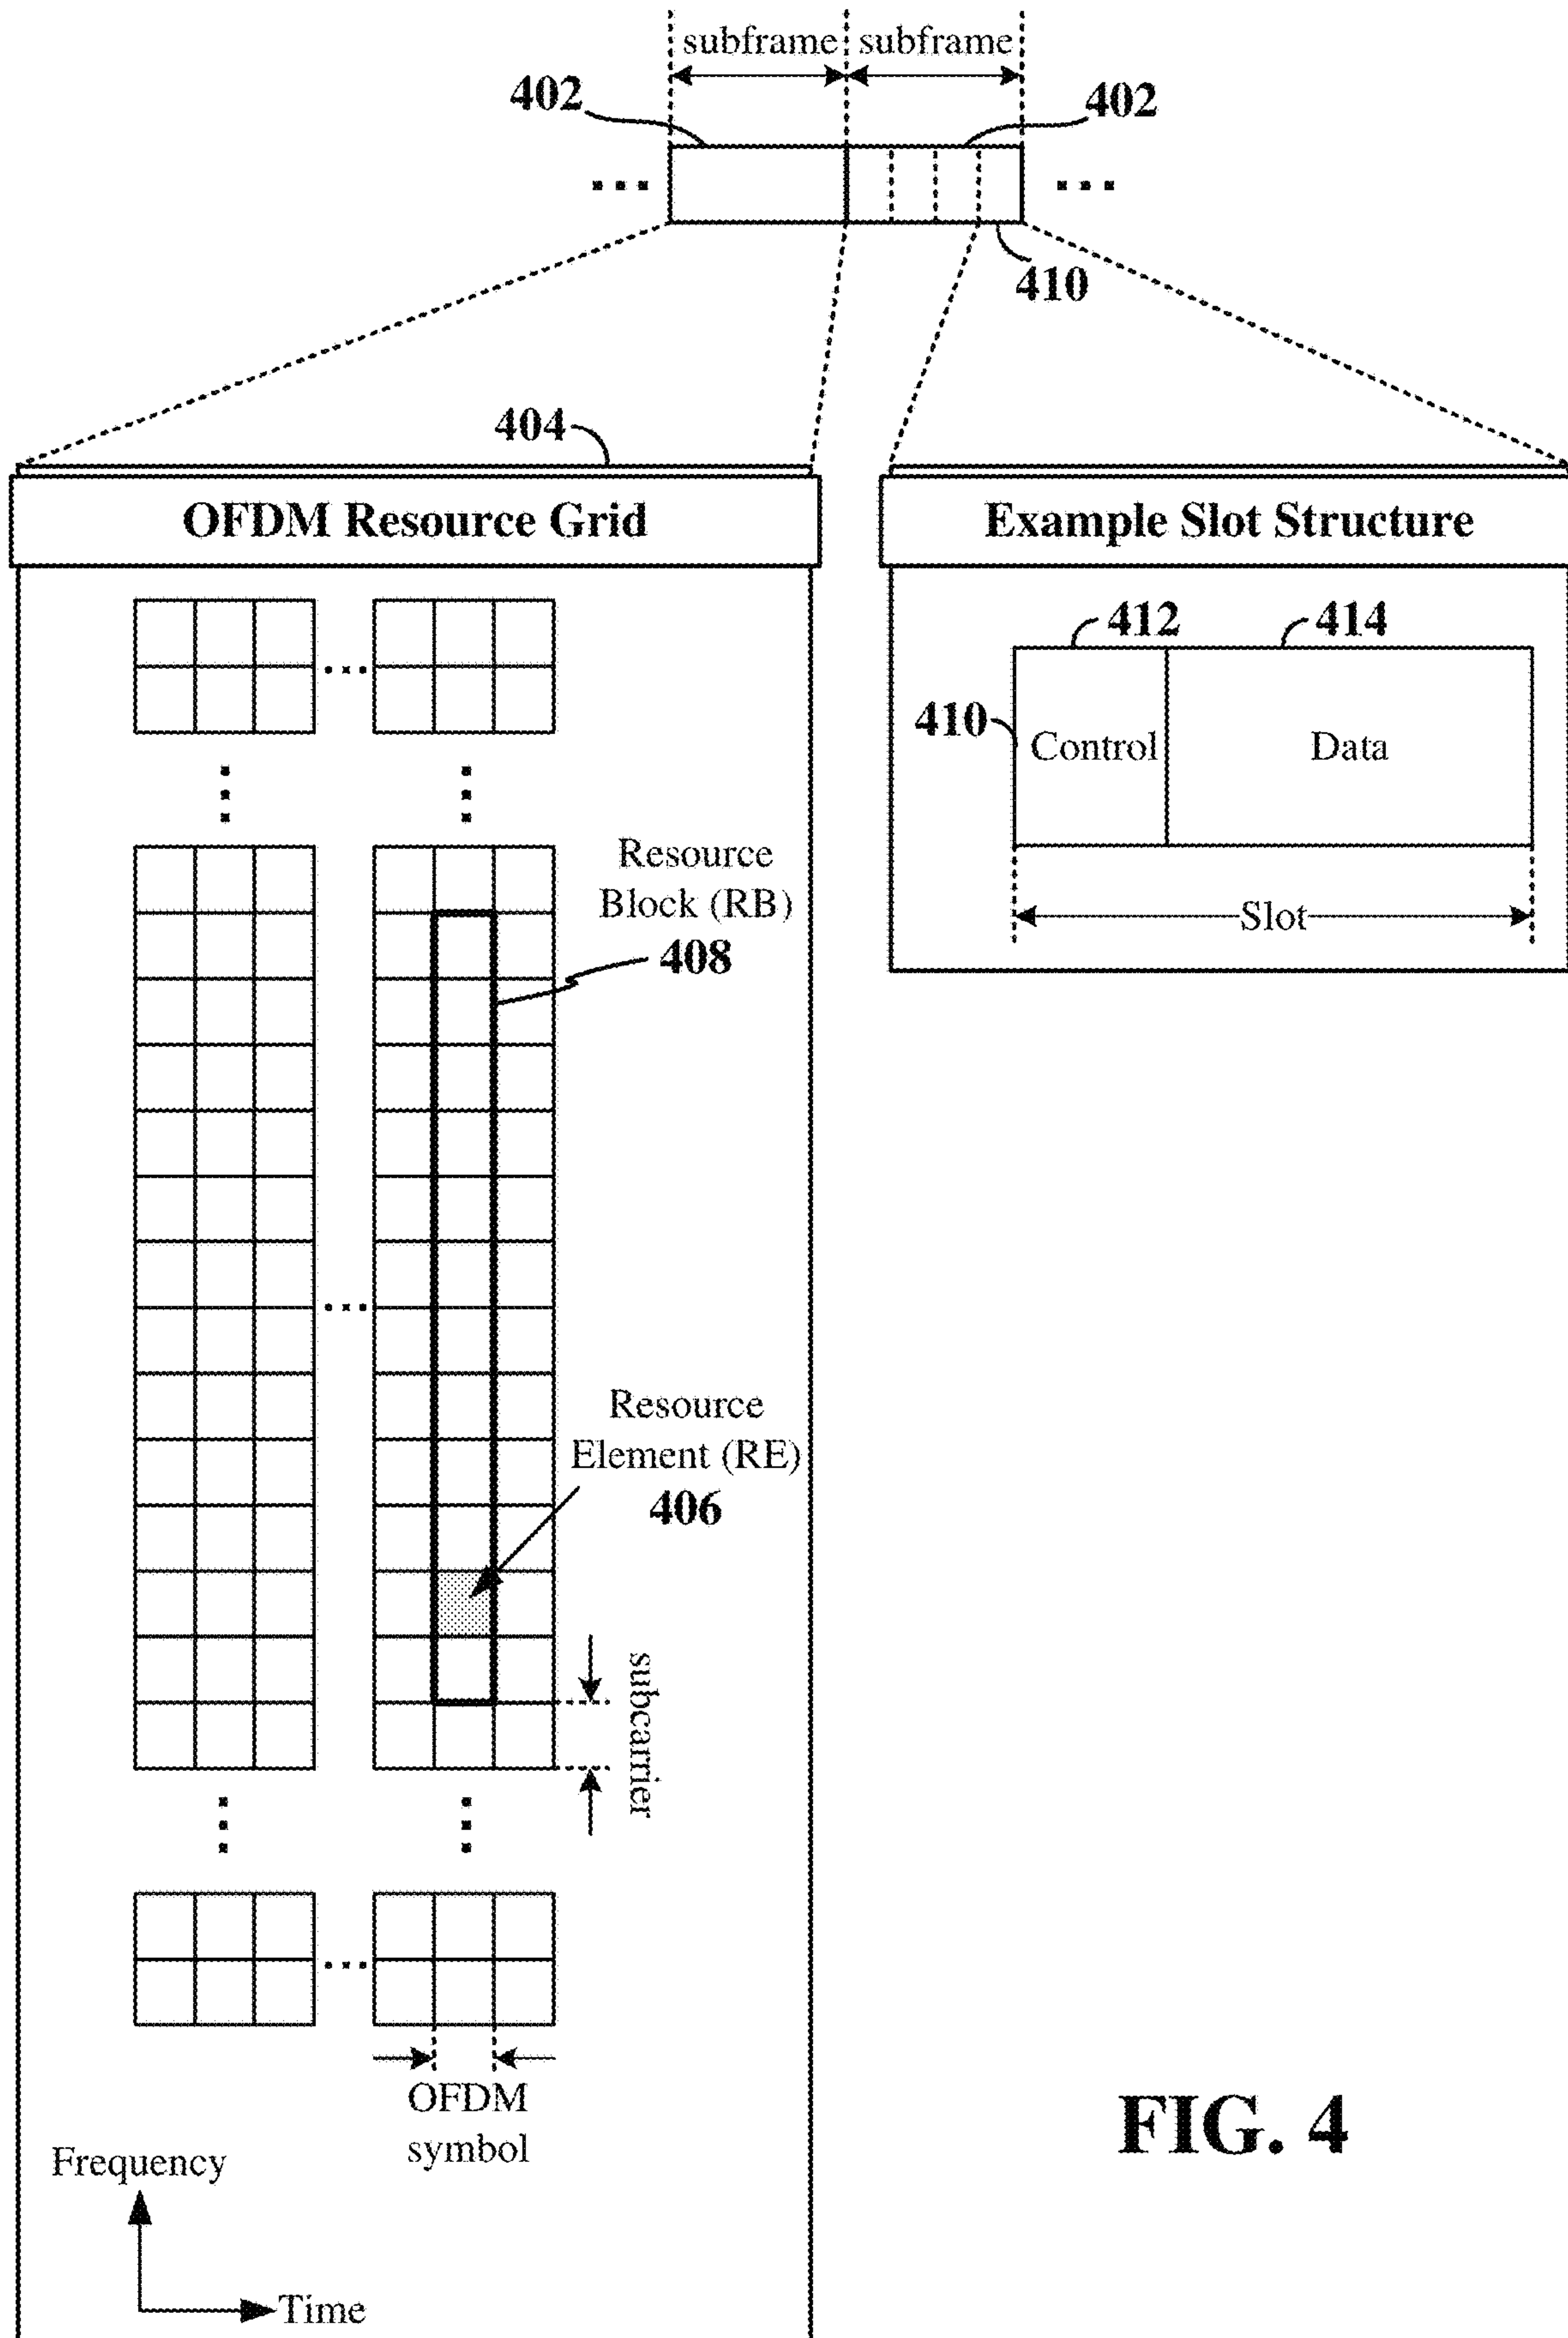 subframe subframe
402 402
410
404
OFDM Resource Grid
Example Slot Structure
412 414
410
Control Data
Slot
Resource
Block (RB)
408
Resource
Element (RE)
406
subcarrier
OFDM
symbol
Frequency
Time
FIG. 4